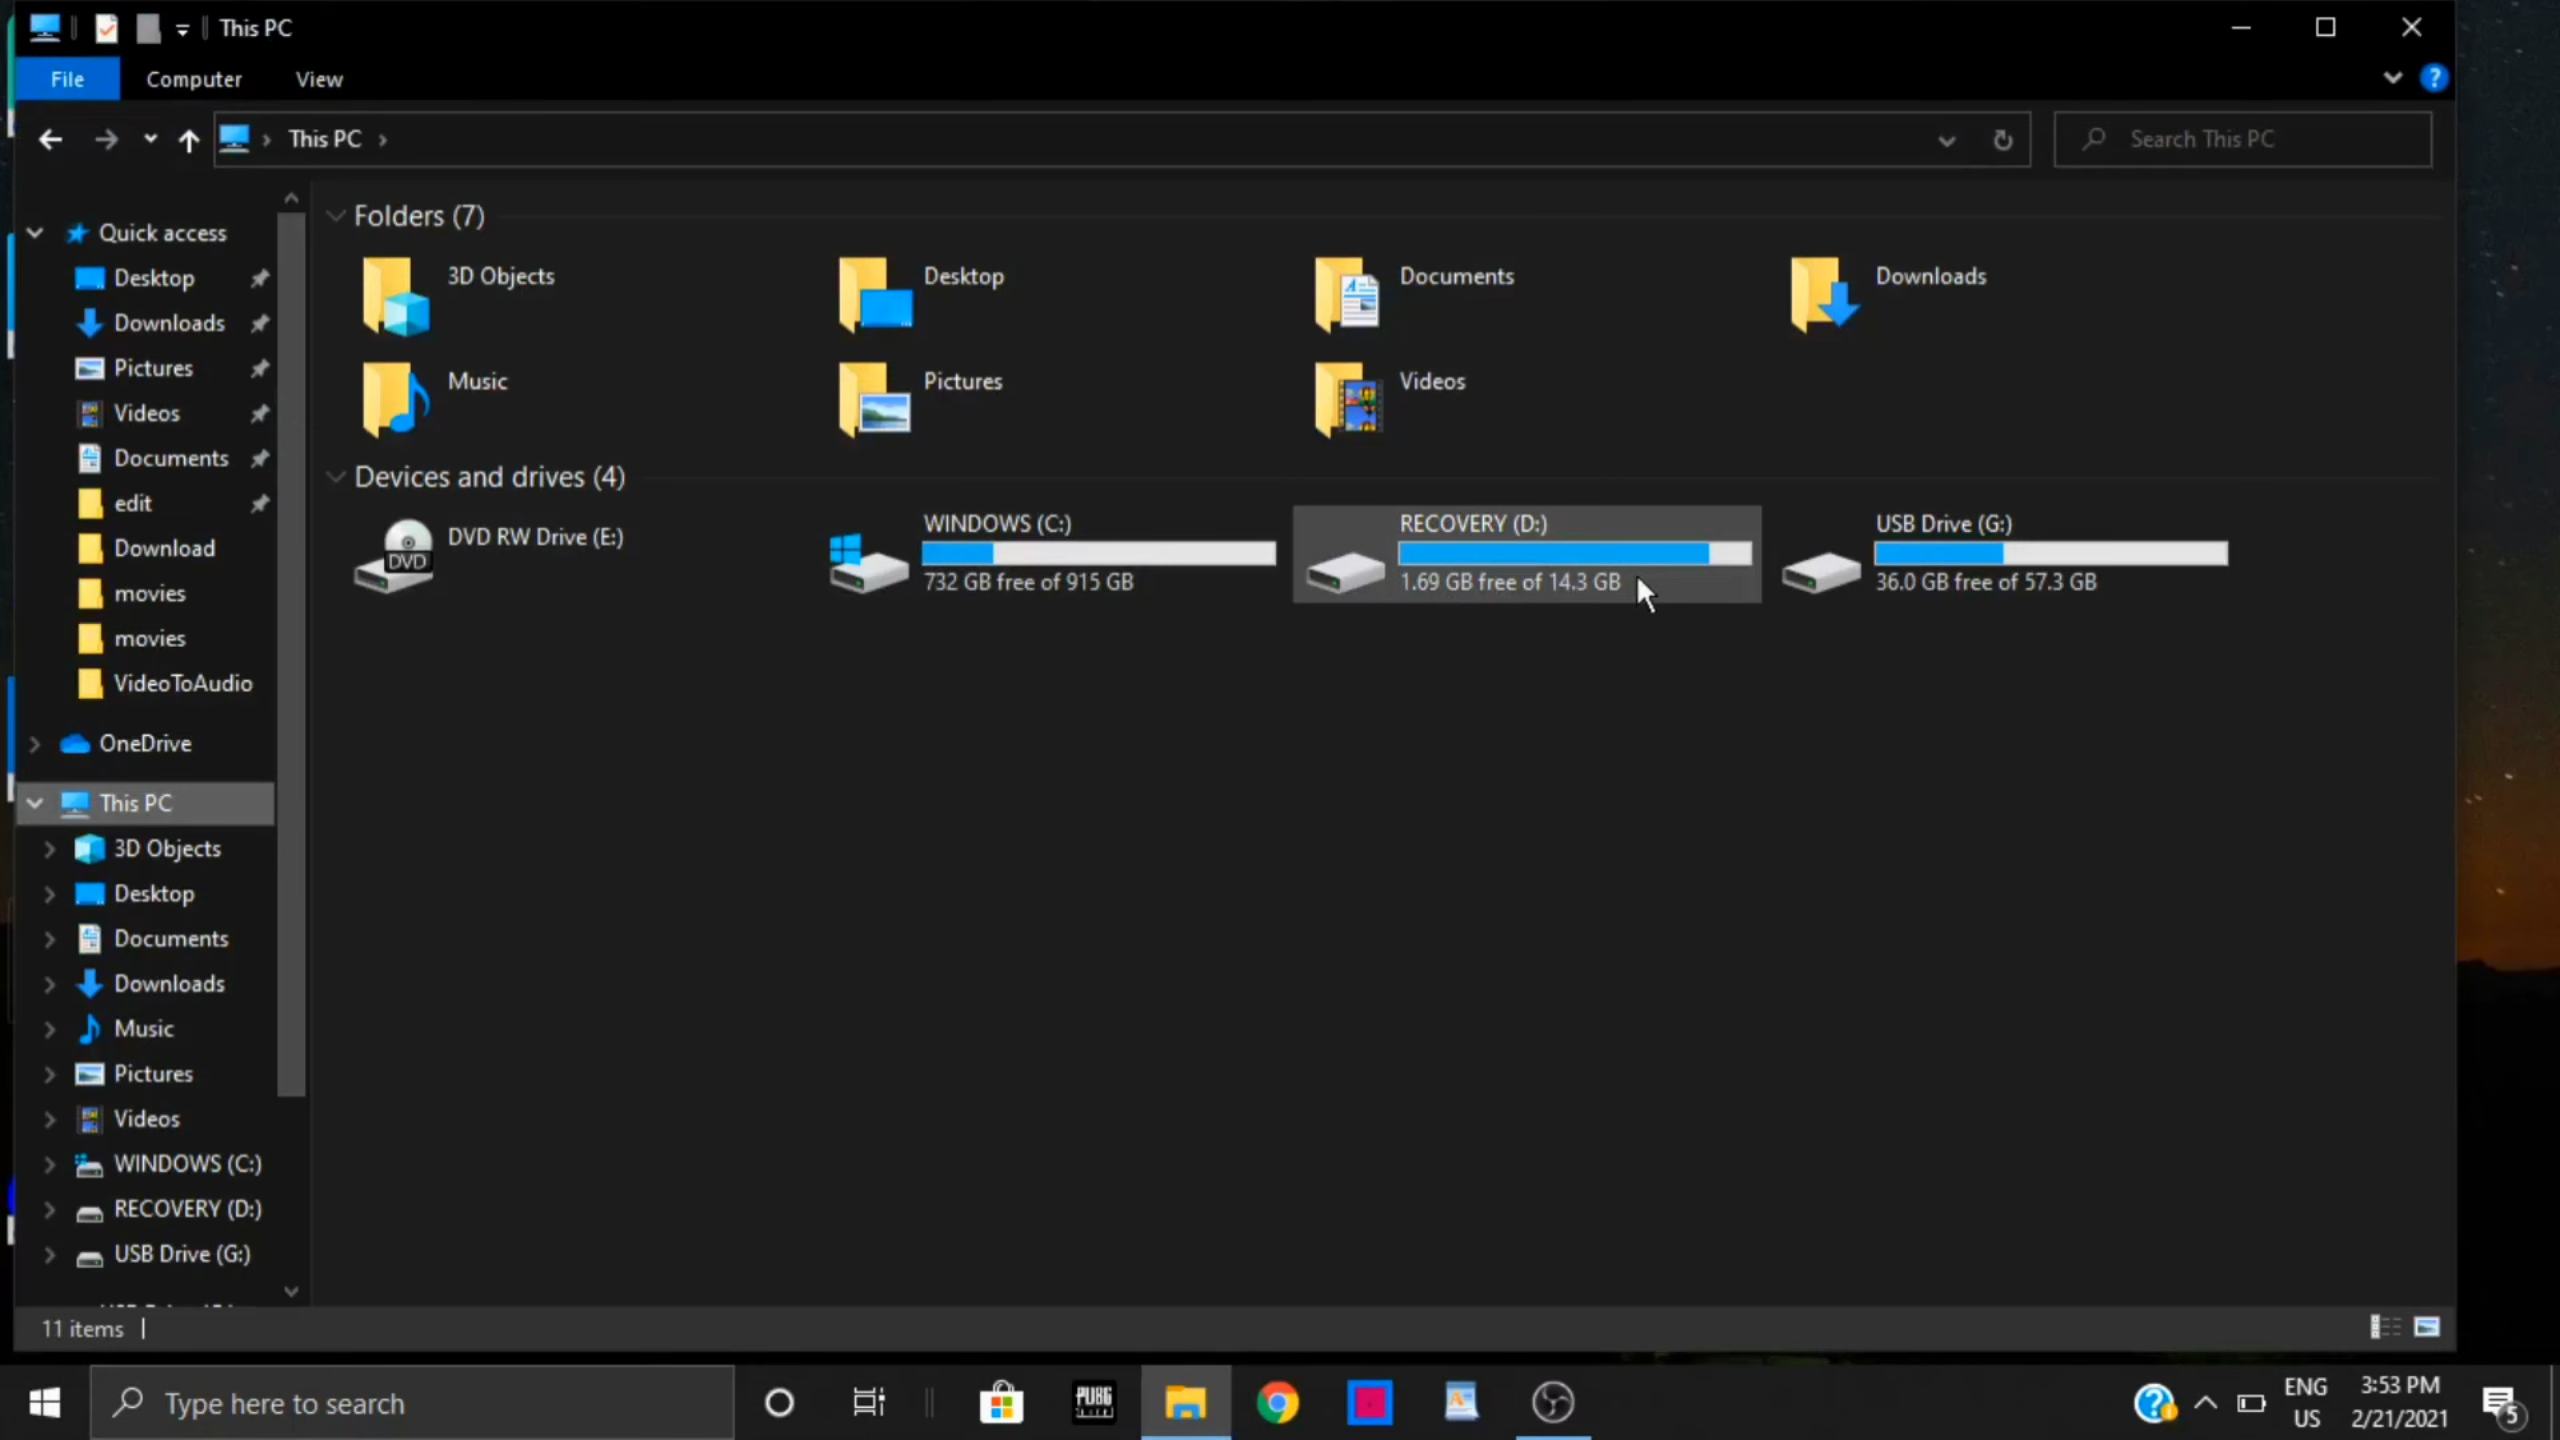 This PC
File Computer View
This PC
Search This PC
Quick access
Desktop
Downloads
Pictures
Videos
Documents
edit
Download
movies
movies
VideoToAudio
OneDrive
This PC
3D Objects
Desktop
Documents
Downloads
Music
Pictures
Videos
WINDOWS (C:)
RECOVERY (D:)
USB Drive (G:)
Folders (7)
3D Objects
Desktop
Documents
Downloads
Music
Pictures
Videos
Devices and drives (4)
DVD
DVD RW Drive (E:)
WINDOWS (C:)
732 GB free of 915 GB
RECOVERY (D:)
1.69 GB free of 14.3 GB
USB Drive (G:)
36.0 GB free of 57.3 GB
11 items
Type here to search
PUBG
ENG
US
3:53 PM
2/21/2021
5